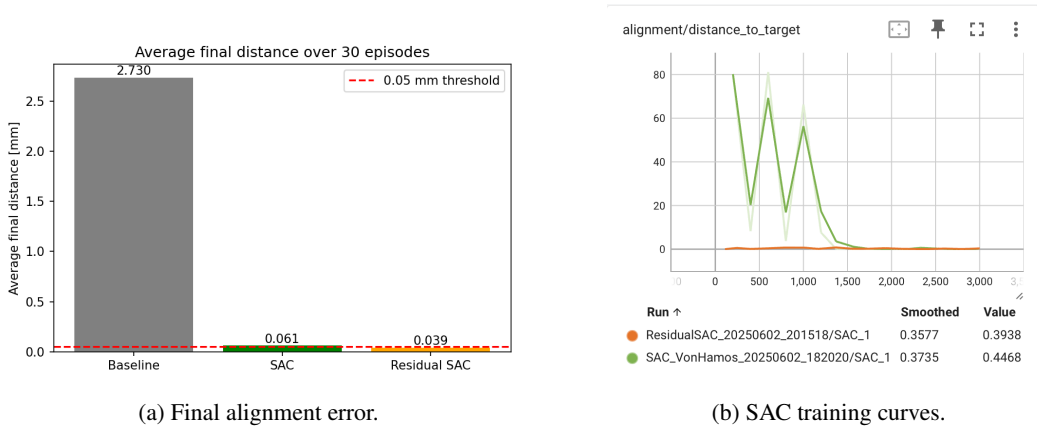 Average final distance over 30 episodes
2.730
0.05 mm threshold
2.5
2.0
1.5
1.0
0.5
0.0
Average final distance [mm]
0.061
0.039
Baseline
SAC
Residual SAC
(a) Final alignment error.
alignment/distance_to_target
80
60
40
20
0
0 0 500 1,000 1,500 2,000 2,500 3,000 3,5
Run ↑ Smoothed Value
ResidualSAC_20250602_201518/SAC_1 0.3577 0.3938
SAC_VonHamos_20250602_182020/SAC_1 0.3735 0.4468
(b) SAC training curves.